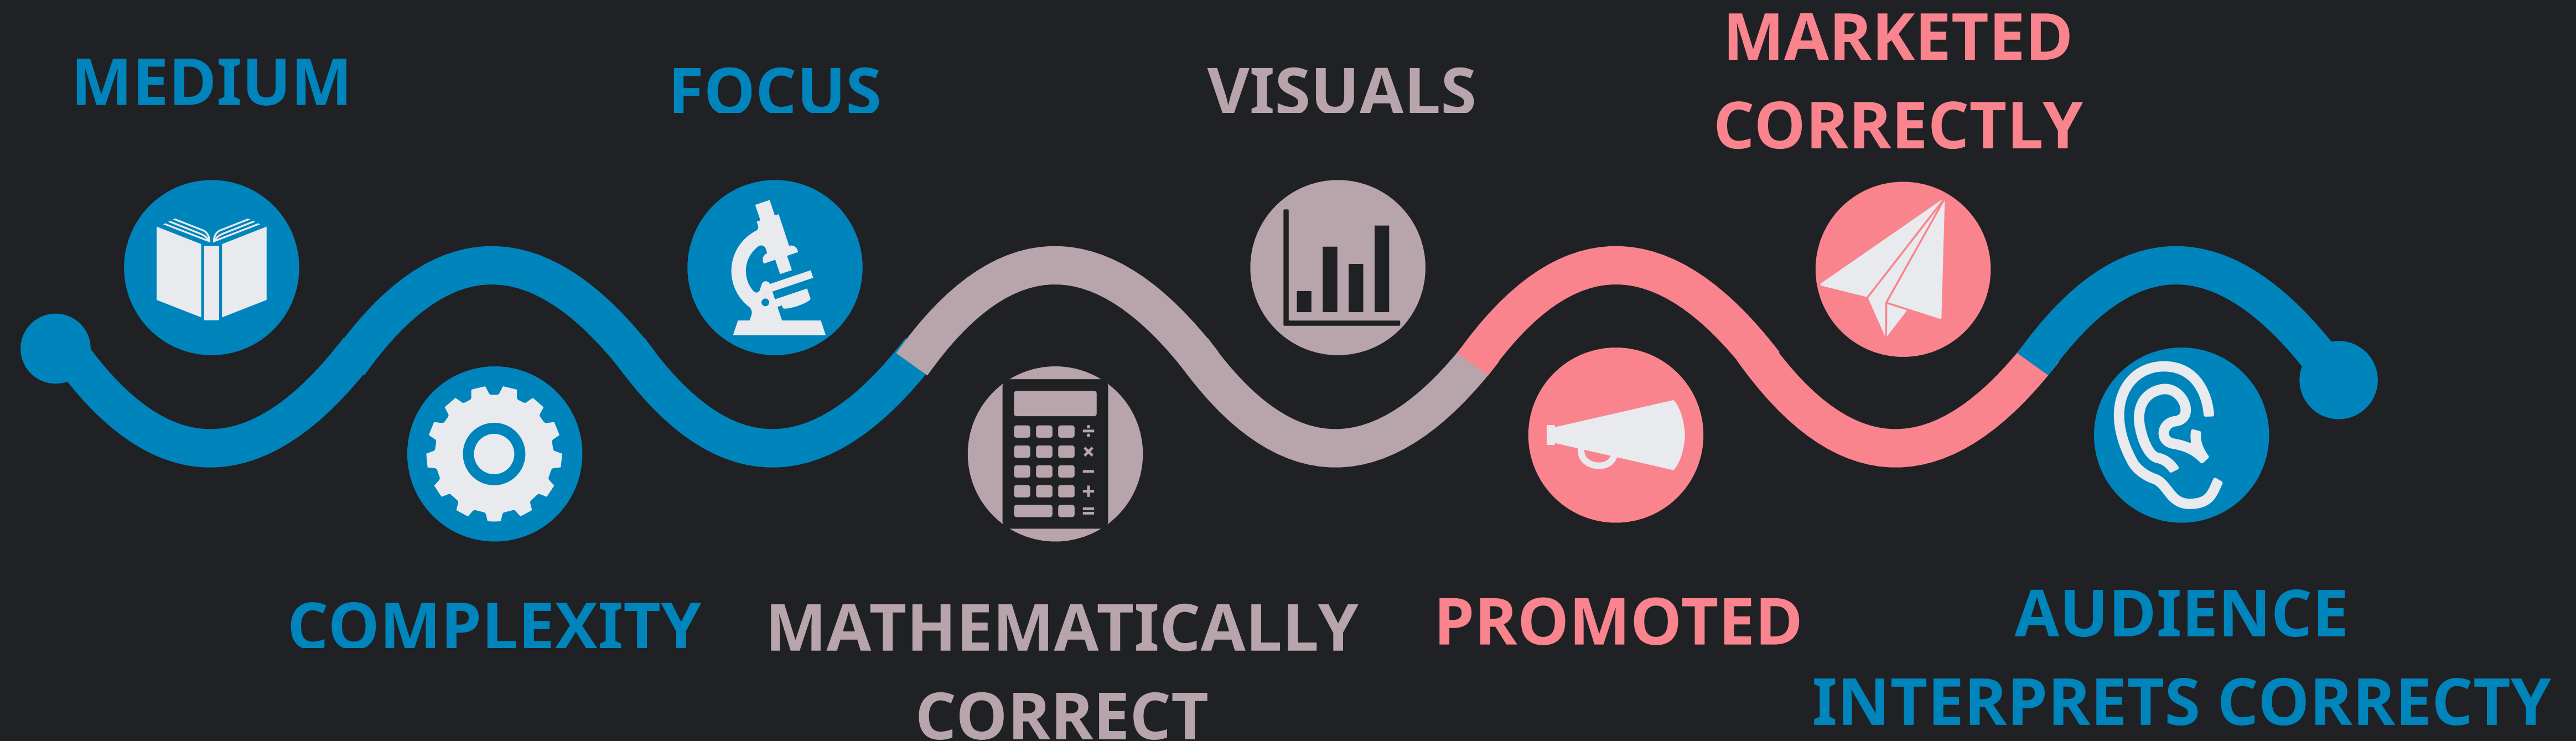 MEDIUM
COMPLEXITY
FOCUS
MATHEMATICALLY
CORRECT
÷
×
−
+
=
VISUALS
PROMOTED
MARKETED
CORRECTLY
AUDIENCE
INTERPRETS CORRECTY